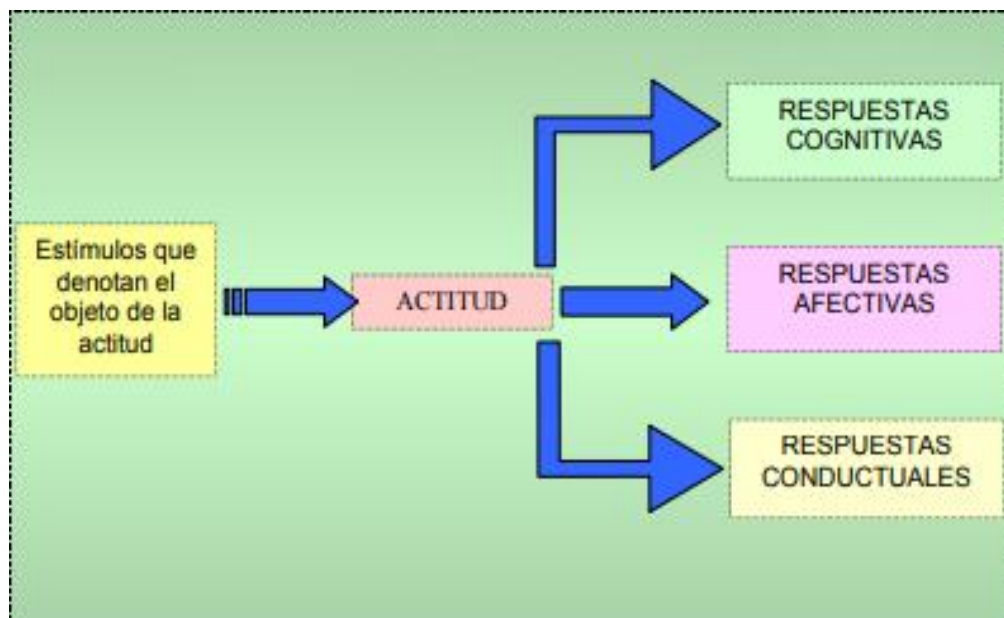 Estímulos que
denotan el
objeto de la
actitud
ACTITUD
RESPUESTAS
COGNITIVAS
RESPUESTAS
AFECTIVAS
RESPUESTAS
CONDUCTUALES